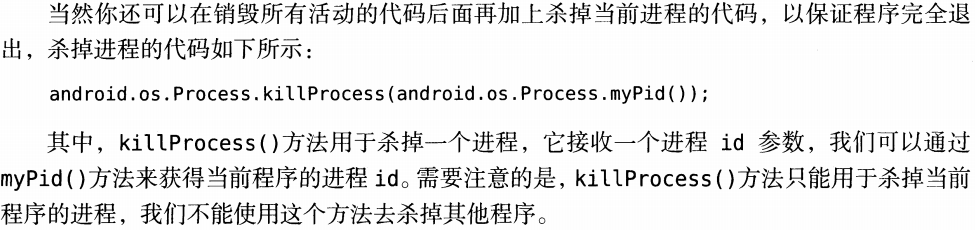 当然你还可以在销毁所有活动的代码后面再加上杀掉当前进程的代码，以保证程序完全退
出，杀掉进程的代码如下所示：
android.os.Process.killProcess(android.os.Process.myPid());
其中，killProcess()方法用于杀掉一个进程，它接收一个进程 id 参数，我们可以通过
myPid()方法来获得当前程序的进程 id。需要注意的是，killProcess()方法只能用于杀掉当前
程序的进程，我们不能使用这个方法去杀掉其他程序。